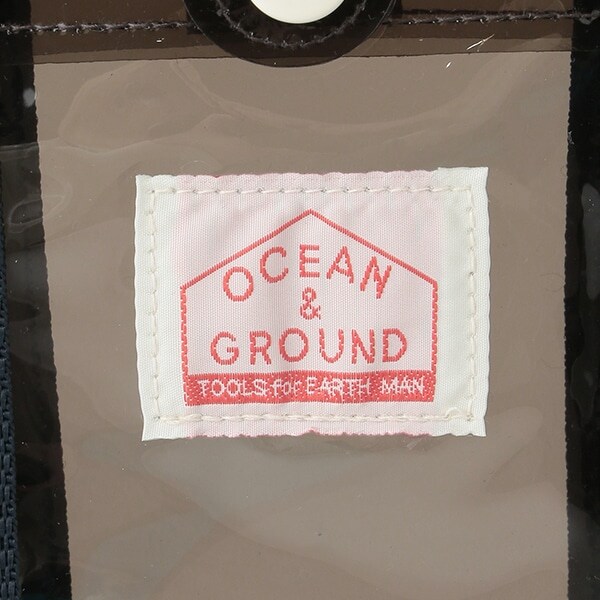 OCEAN
&
GROUND
TOOLS for EARTH MAN